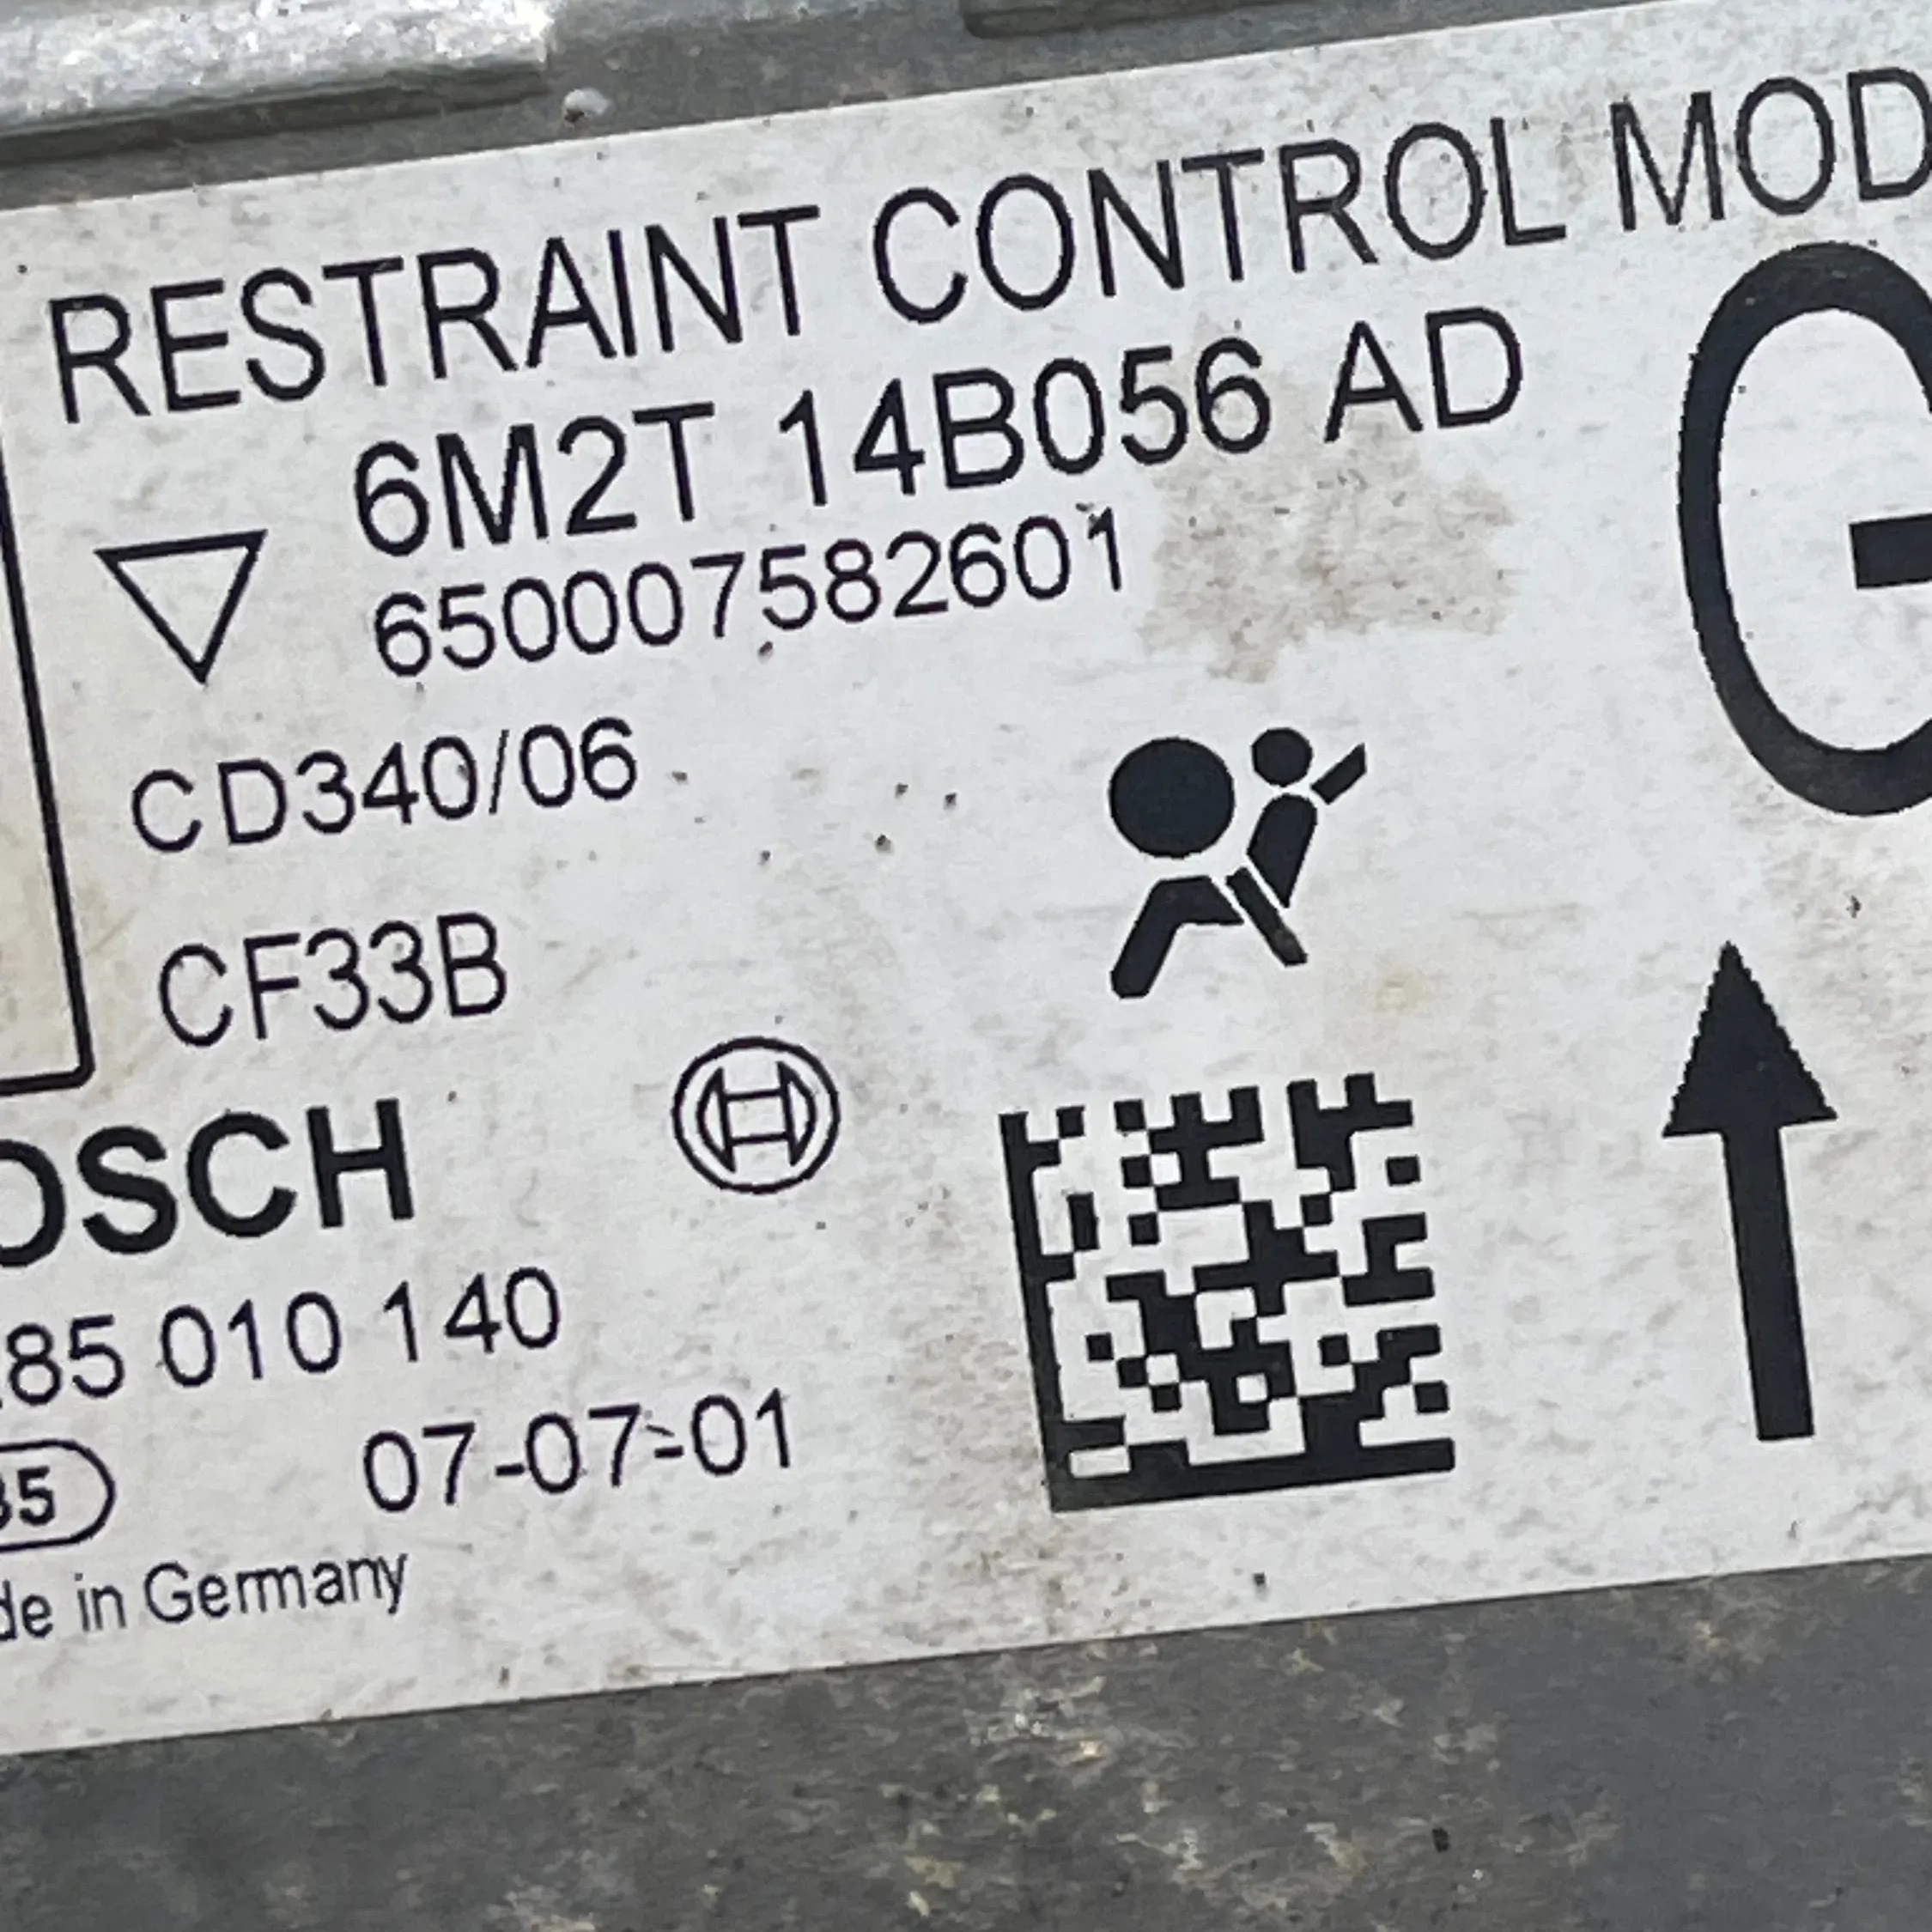 RESTRAINT CONTROL MOD
6M2T 14B056 AD
650007582601
CD340/06
CF33B
G
OSCH
285 010 140
35
07-07-01
de in Germany